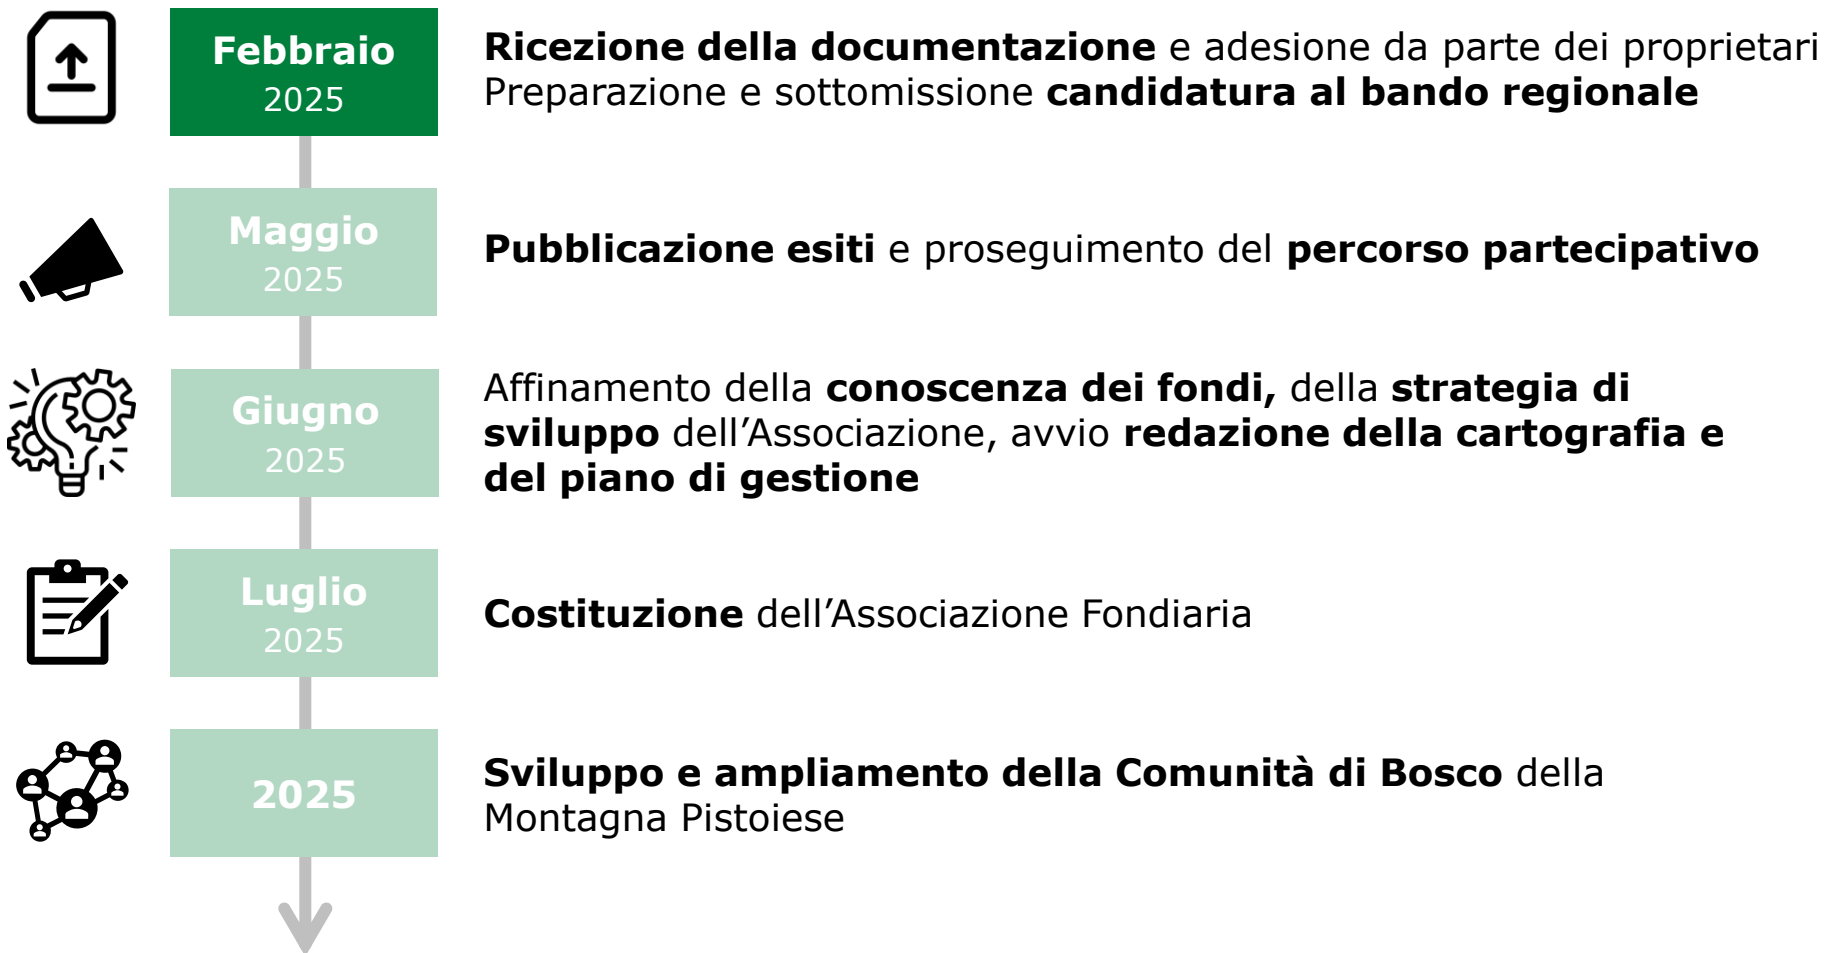 Febbraio
2025
Ricezione della documentazione e adesione da parte dei proprietari
Preparazione e sottomissione candidatura al bando regionale
Maggio
2025
Pubblicazione esiti e proseguimento del percorso partecipativo
Giugno
2025
Affinamento della conoscenza dei fondi, della strategia di
sviluppo dell’Associazione, avvio redazione della cartografia e
del piano di gestione
Luglio
2025
Costituzione dell’Associazione Fondiaria
2025
Sviluppo e ampliamento della Comunità di Bosco della
Montagna Pistoiese